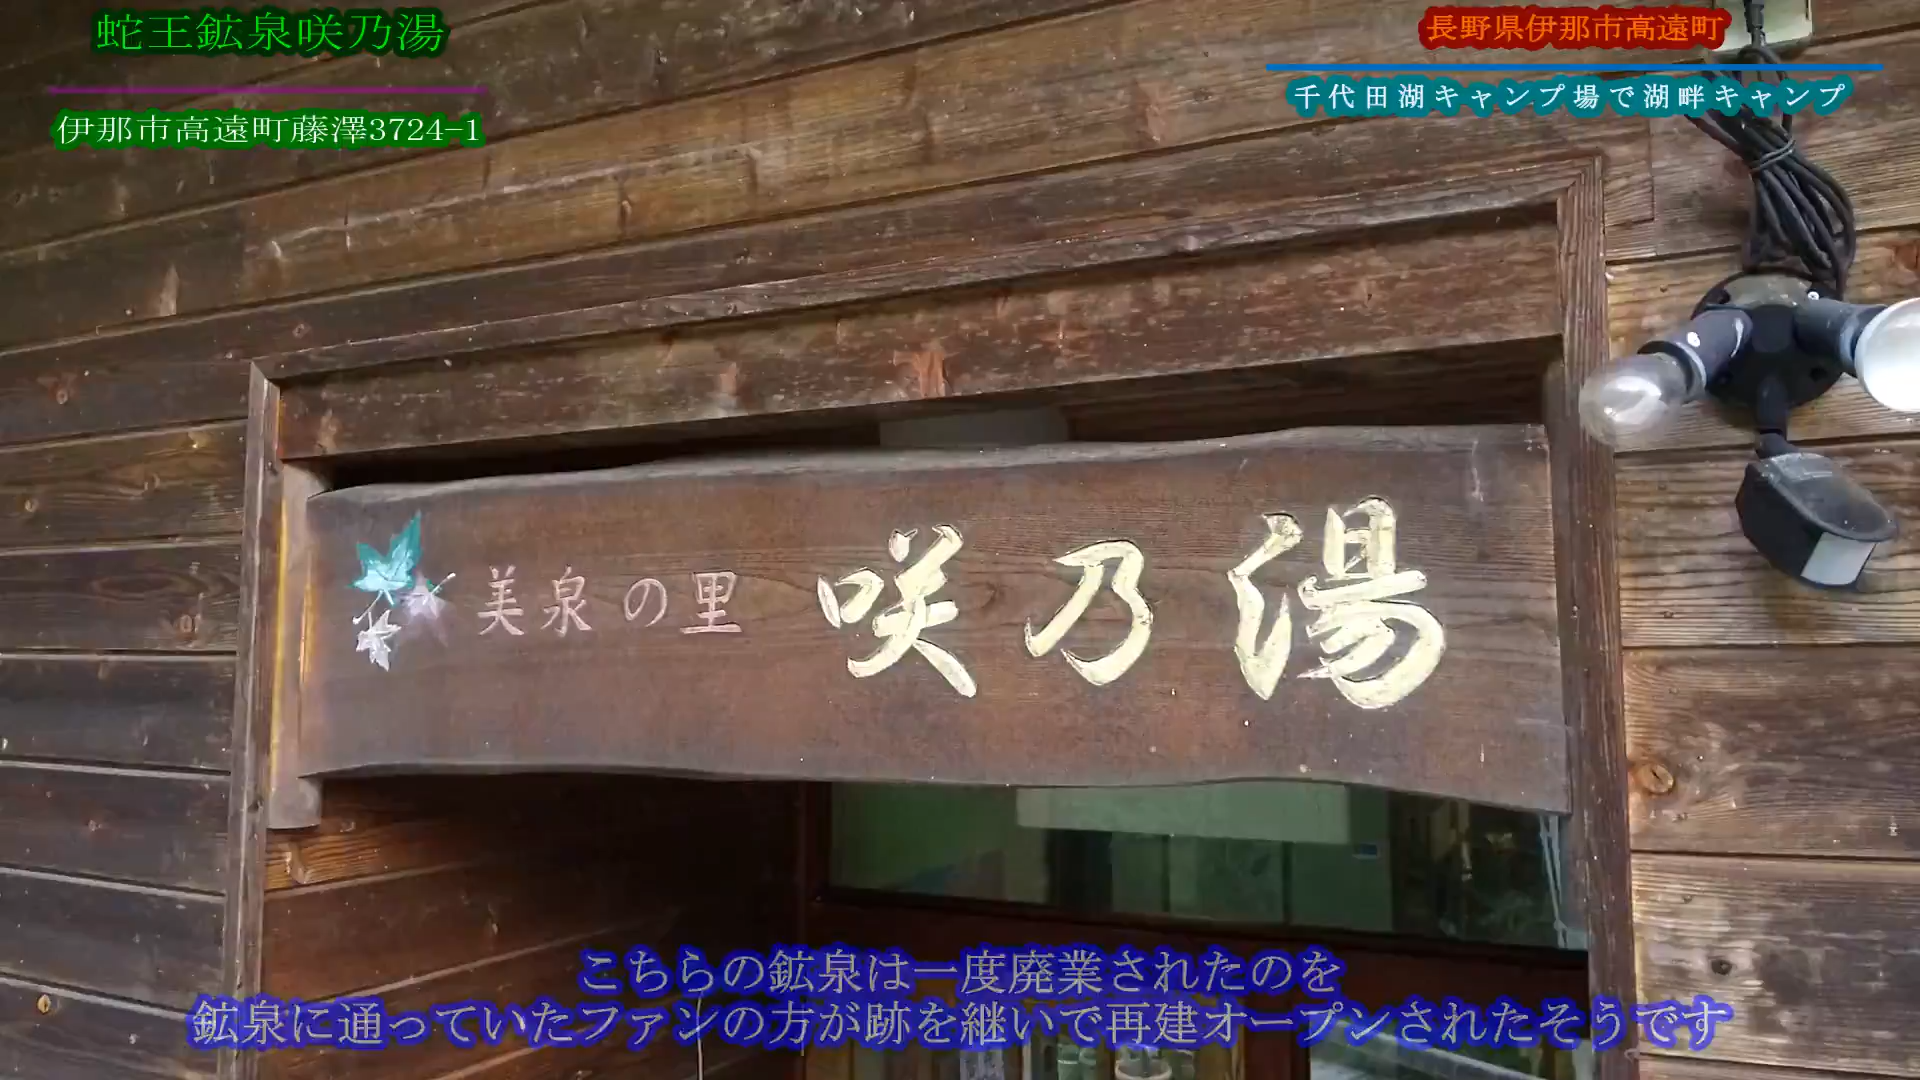 蛇王鉱泉咲乃湯
伊那市高遠町藤澤3724-1
長野県伊那市高遠町
千代田湖キャンプ場で湖畔キャンプ
美泉の里 咲乃湯
こちらの鉱泉は一度廃業されたのを
鉱泉に通っていたファンの方が跡を継いで再建オープンされたそうです